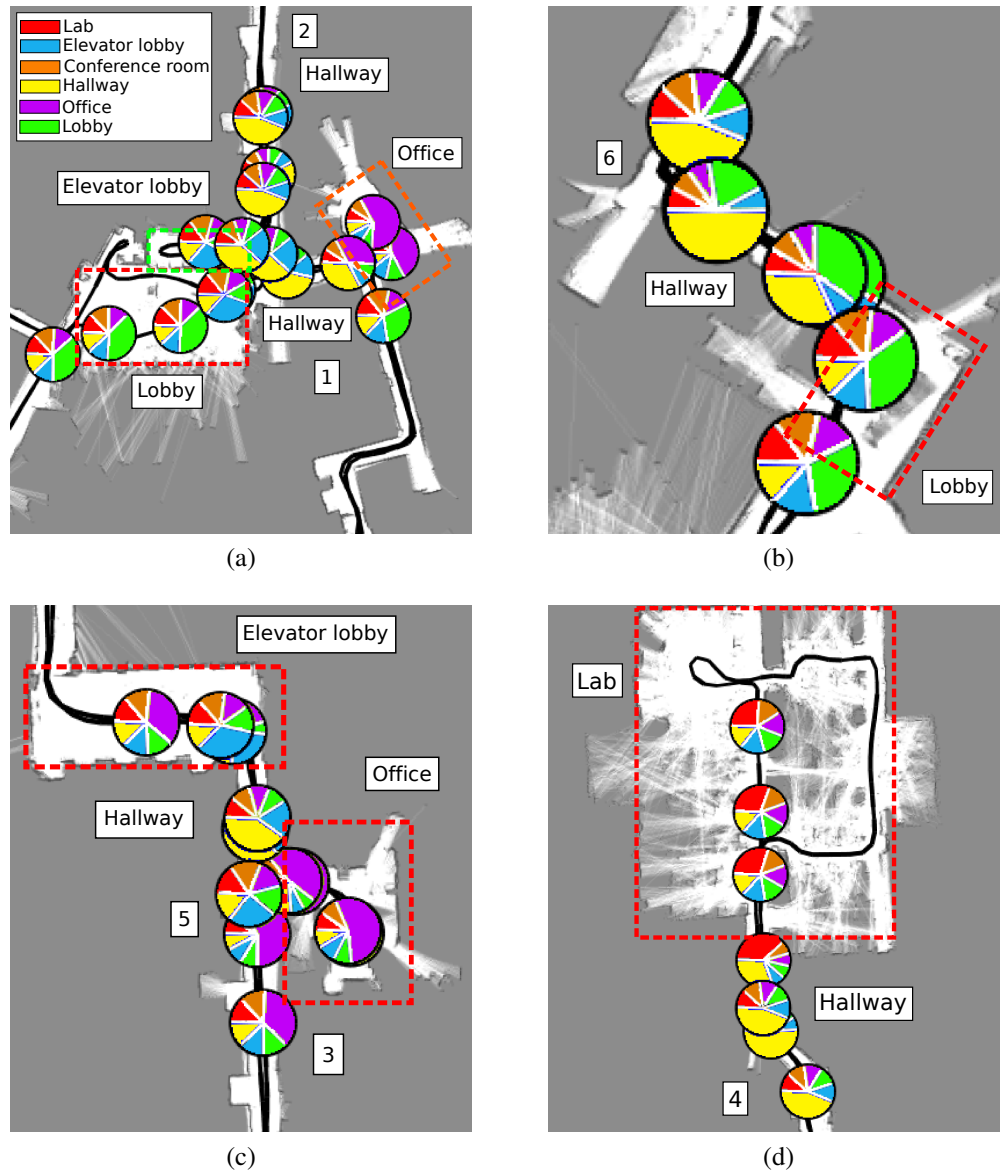 Lab
Elevator lobby
Conference room
Hallway
Office
Lobby
2
Hallway
Office
Elevator lobby
Hallway
1
Lobby
(a)
6
Hallway
Lobby
(b)
Elevator lobby
Office
Hallway
5
3
(c)
Lab
Hallway
4
(d)